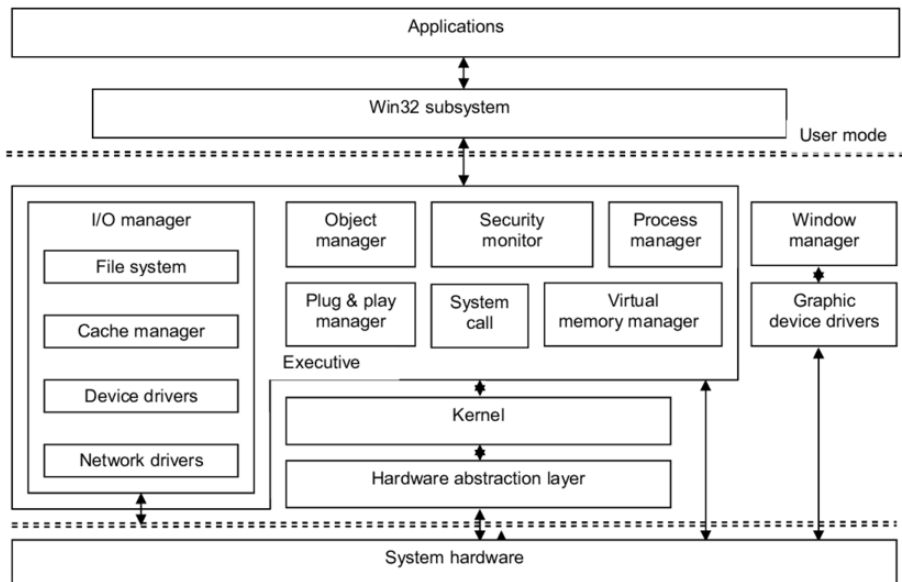 Applications
Win32 subsystem
User mode
I/O manager
File system
Cache manager
Device drivers
Network drivers
Object
manager
Security
monitor
Process
manager
Plug & play
manager
System
call
Virtual
memory manager
Executive
Window
manager
Graphic
device drivers
Kernel
Hardware abstraction layer
System hardware